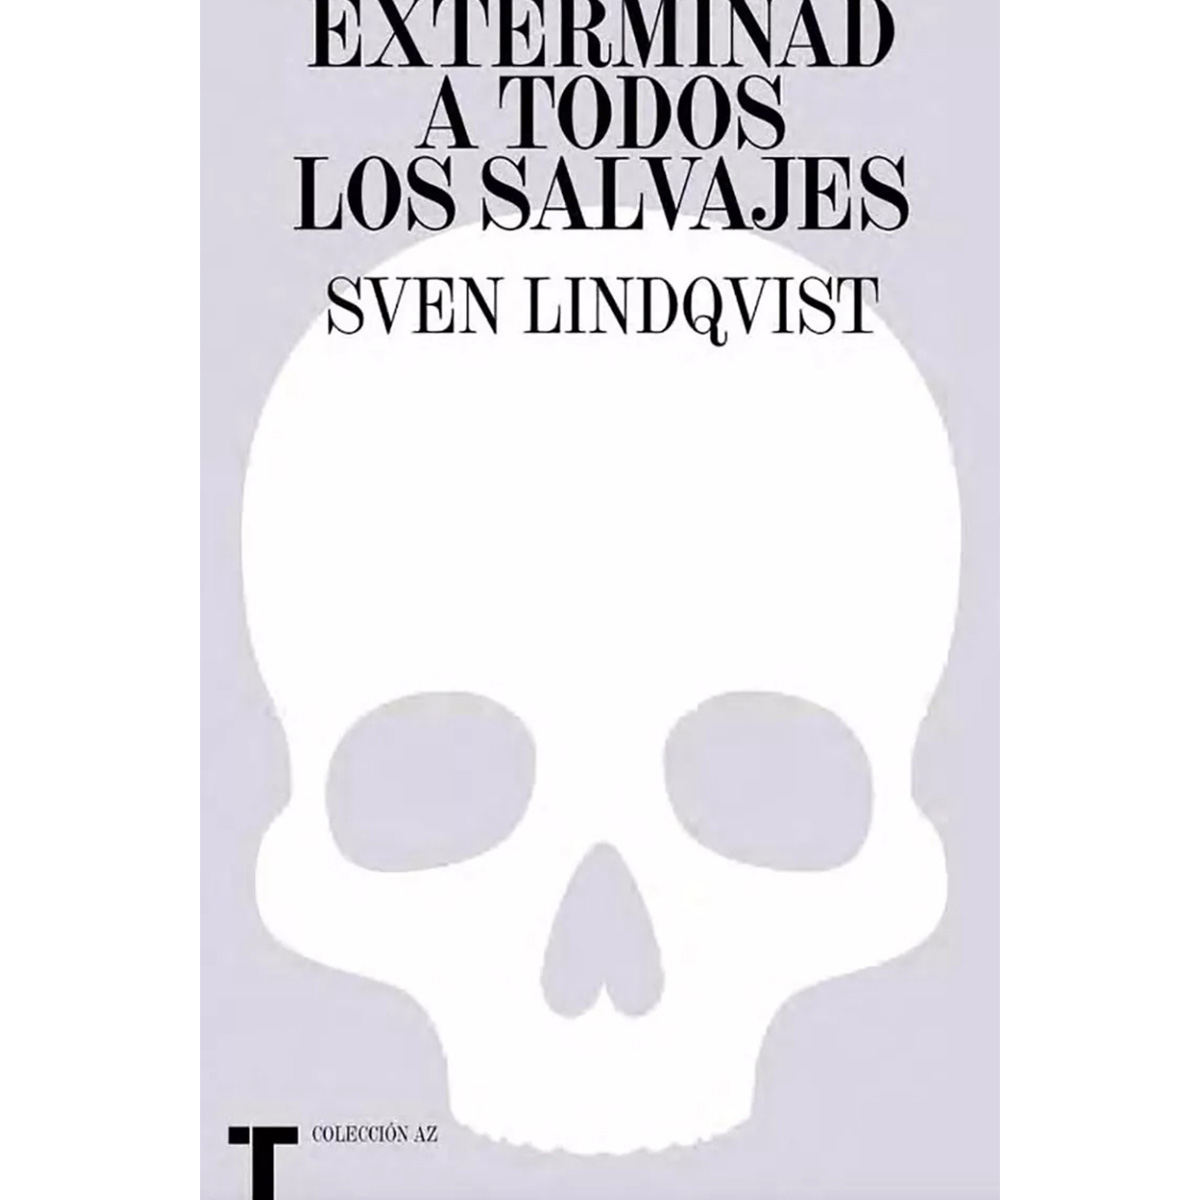 EXTERMINAD
A TODOS
LOS SALVAJES
SVEN LINDQVIST
T COLECCIÓN AZ